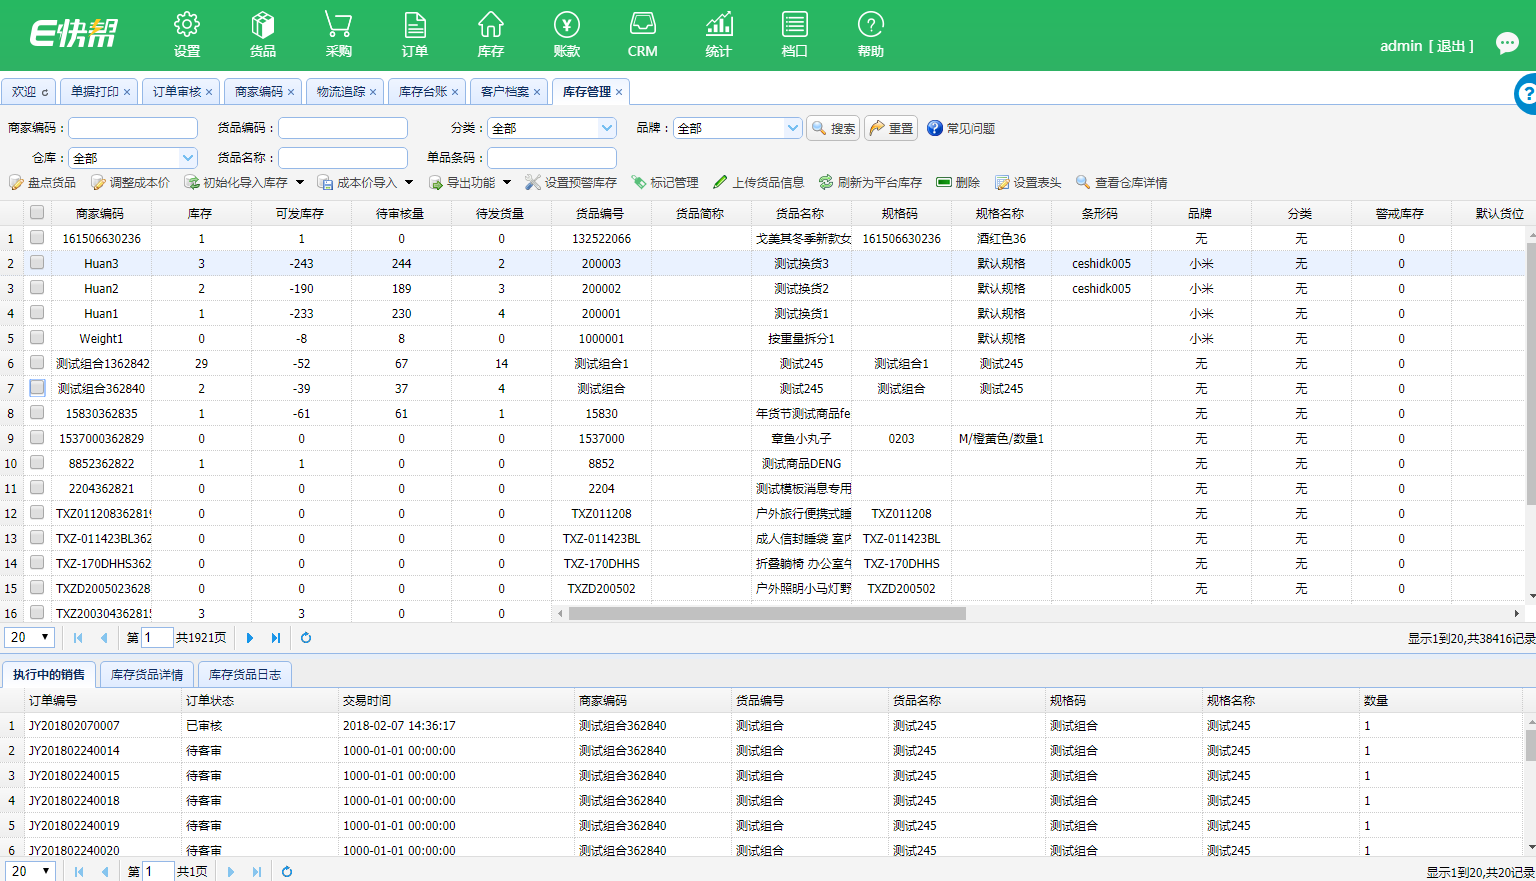 E快帮
设置 货品 采购 订单 库存 账款 CRM 统计 档口 帮助
admin [ 退出 ]
欢迎 单据打印 × 订单审核 × 商家编码 × 物流追踪 × 库存台账 × 客户档案 × 库存管理 ×
商家编码： 货品编码： 分类： 全部 品牌： 全部 搜索 重置 常见问题
仓库： 全部 货品名称： 单品条码：
盘点货品 调整成本价 初始化导入库存 成本价导入 导出功能 设置预警库存 标记管理 上传货品信息 刷新为平台库存 删除 设置表头 查看仓库详情
商家编码 库存 可发库存 待审核量 待发货量 货品编号 货品简称 货品名称 规格码 规格名称 条形码 品牌 分类 警戒库存 默认货位
1 161506630236 1 1 0 0 132522066 戈美其冬季新款女 161506630236 酒红色36 无 无 0
2 Huan3 3 -243 244 2 200003 测试换货3 默认规格 ceshidk005 小米 无 0
3 Huan2 2 -190 189 3 200002 测试换货2 默认规格 ceshidk005 小米 无 0
4 Huan1 1 -233 230 4 200001 测试换货1 默认规格 小米 无 0
5 Weight1 0 -8 8 0 1000001 按重量拆分1 默认规格 小米 无 0
6 测试组合1362842 29 -52 67 14 测试组合1 测试245 测试组合1 测试245 无 无 0
7 测试组合362840 2 -39 37 4 测试组合 测试245 测试组合 测试245 无 无 0
8 15830362835 1 -61 61 1 15830 年货节测试商品fe 无 无 0
9 1537000362829 0 0 0 0 1537000 章鱼小丸子 0203 M/橙黄色/数量1 无 无 0
10 8852362822 1 1 0 0 8852 测试商品DENG 无 无 0
11 2204362821 0 0 0 0 2204 测试模板消息专用 无 无 0
12 TXZ011208362819 0 0 0 0 TXZ011208 户外旅行便携式睡 TXZ011208 无 无 0
13 TXZ-011423BL362 0 0 0 0 TXZ-011423BL 成人信封睡袋 室内 TXZ-011423BL 无 无 0
14 TXZ-170DHHS362 0 0 0 0 TXZ-170DHHS 折叠躺椅 办公室午 TXZ-170DHHS 无 无 0
15 TXZD2005023628 0 0 0 0 TXZD200502 户外照明小马灯野 TXZD200502 无 无 0
16 TXZ200304362815 3 3 0 0
20 第 1 共1921页 显示1到20,共38416记录
执行中的销售 库存货品详情 库存货品日志
订单编号 订单状态 交易时间 商家编码 货品编号 货品名称 规格码 规格名称 数量
1 JY201802070007 已审核 2018-02-07 14:36:17 测试组合362840 测试组合 测试245 测试组合 测试245 1
2 JY201802240014 待客审 1000-01-01 00:00:00 测试组合362840 测试组合 测试245 测试组合 测试245 1
3 JY201802240015 待客审 1000-01-01 00:00:00 测试组合362840 测试组合 测试245 测试组合 测试245 1
4 JY201802240018 待客审 1000-01-01 00:00:00 测试组合362840 测试组合 测试245 测试组合 测试245 1
5 JY201802240019 待客审 1000-01-01 00:00:00 测试组合362840 测试组合 测试245 测试组合 测试245 1
6 JY201802240020 待客审 1000-01-01 00:00:00 测试组合362840 测试组合 测试245 测试组合 测试245 1
20 第 1 共1页 显示1到20,共20记录